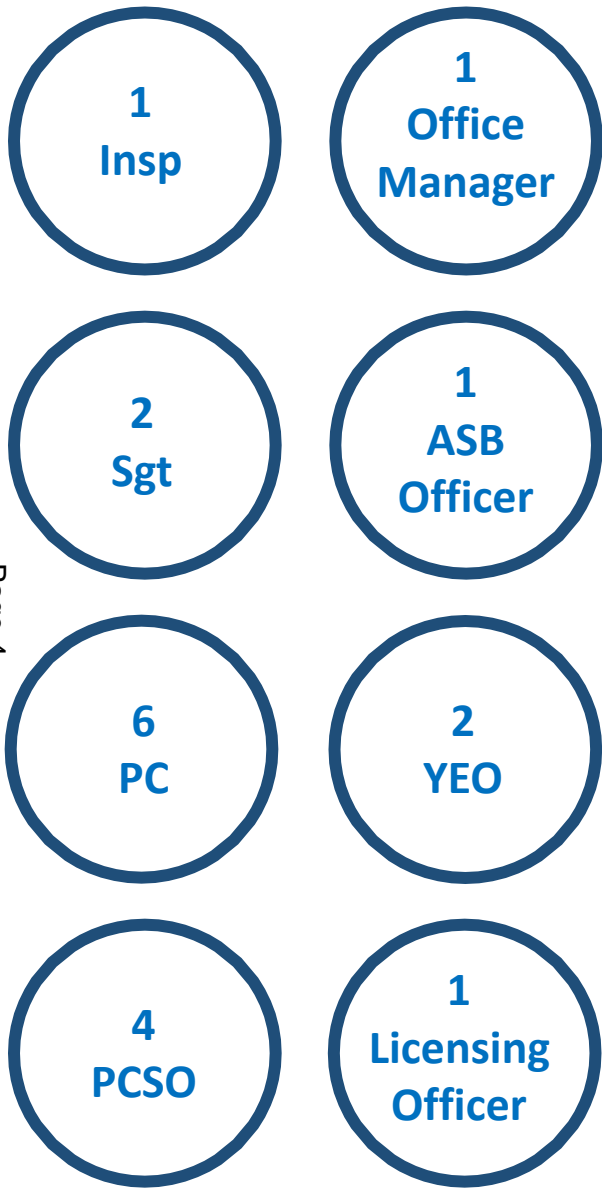 1
Insp
1
Office
Manager
2
Sgt
1
ASB
Officer
6
PC
2
YEO
4
PCSO
1
Licensing
Officer